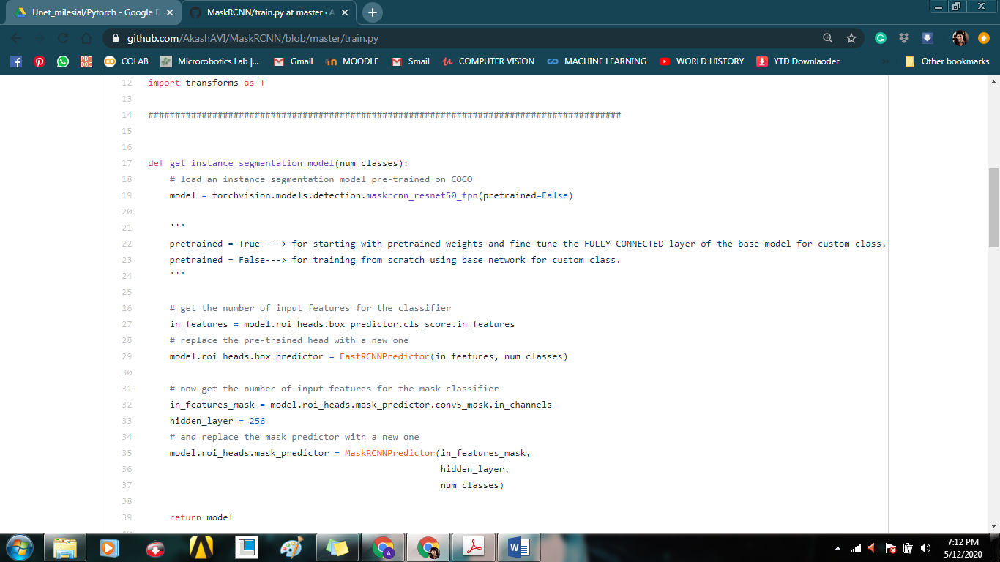 Unet_milesial/Pytorch - Google D
MaskRCNN/train.py at master · A
github.com/AkashAVI/MaskRCNN/blob/master/train.py
PDF DOC
COLAB
Microrobotics Lab |...
Gmail
MOODLE
Smail
COMPUTER VISION
MACHINE LEARNING
WORLD HISTORY
YTD Downlaoder
»
Other bookmarks
12 import transforms as T
13
14 #########################################################################################
15
16
17 def get_instance_segmentation_model(num_classes):
18 # load an instance segmentation model pre-trained on COCO
19 model = torchvision.models.detection.maskrcnn_resnet50_fpn(pretrained=False)
20
21 '''
22 pretrained = True ---> for starting with pretrained weights and fine tune the FULLY CONNECTED layer of the base model for custom class.
23 pretrained = False---> for training from scratch using base network for custom class.
24 '''
25
26 # get the number of input features for the classifier
27 in_features = model.roi_heads.box_predictor.cls_score.in_features
28 # replace the pre-trained head with a new one
29 model.roi_heads.box_predictor = FastRCNNPredictor(in_features, num_classes)
30
31 # now get the number of input features for the mask classifier
32 in_features_mask = model.roi_heads.mask_predictor.conv5_mask.in_channels
33 hidden_layer = 256
34 # and replace the mask predictor with a new one
35 model.roi_heads.mask_predictor = MaskRCNNPredictor(in_features_mask,
36 hidden_layer,
37 num_classes)
38
39 return model
7:12 PM
5/12/2020